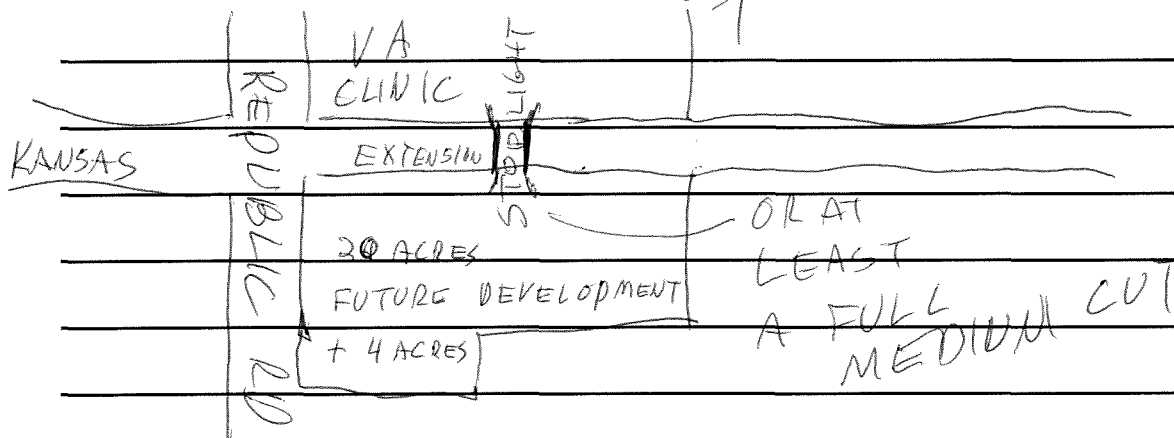 VA
CLINIC
STOP LIGHT
REPUBLIC RD
KANSAS
EXTENSION
20 ACRES
FUTURE DEVELOPMENT
+ 4 ACRES
OR AT
LEAST
A FULL
MEDIUM CUT